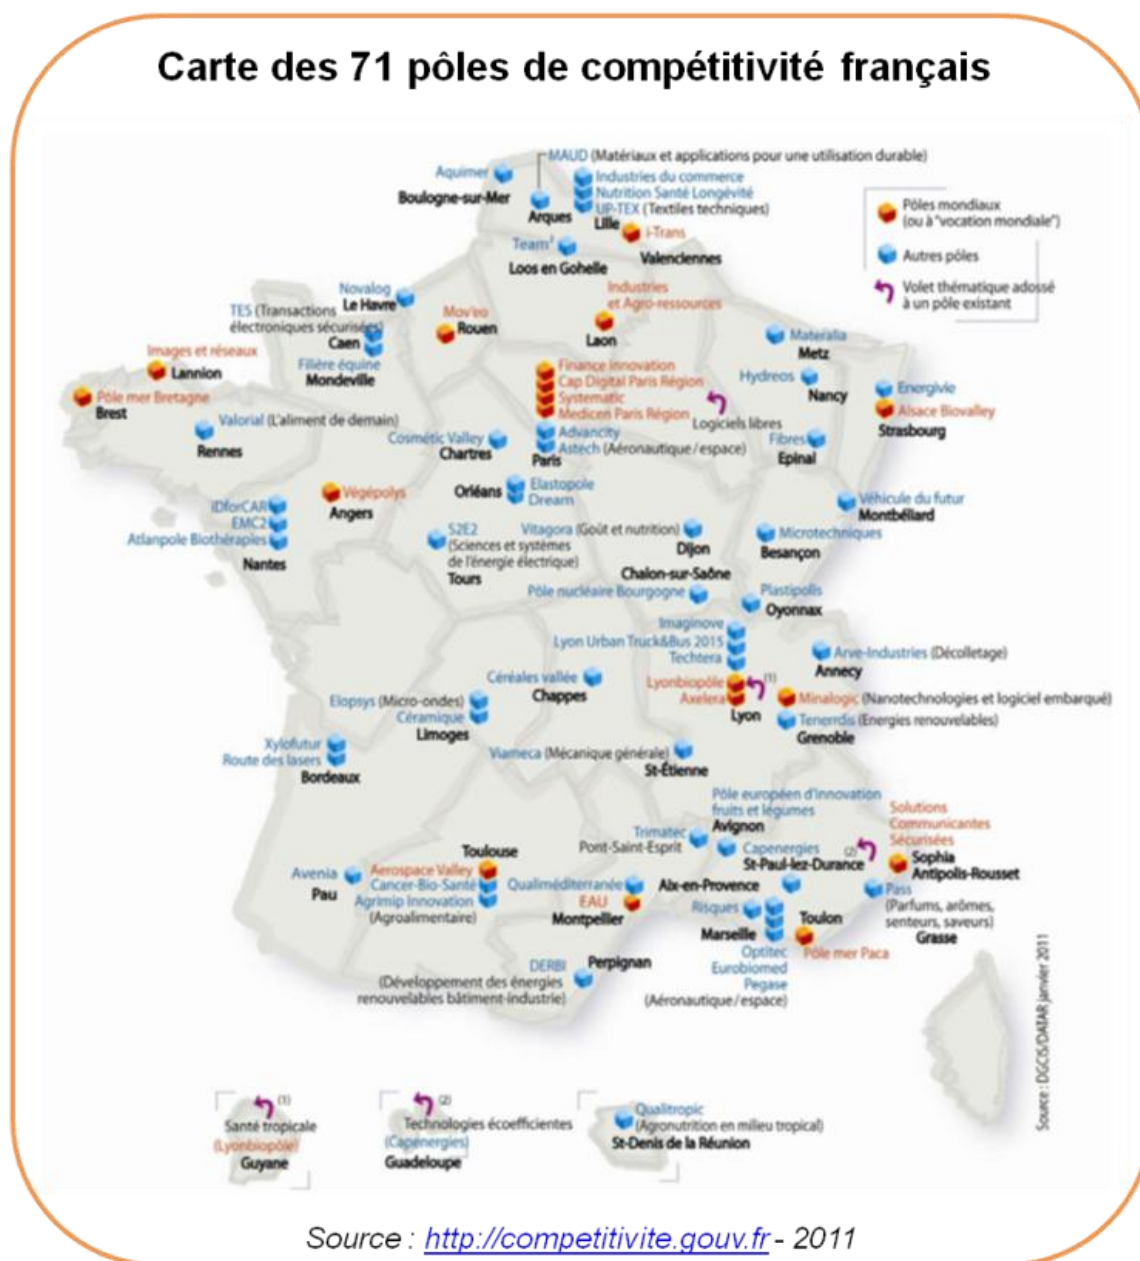 Carte des 71 pôles de compétitivité français
MAUD (Matériaux et applications pour une utilisation durable)
Aquimer
Boulogne-sur-Mer
Arques
Industries du commerce
Nutrition Santé Longévité
UP-TEX (Textiles techniques)
Lille
i-Trans
Valenciennes
Team²
Loos en Gohelle
Pôles mondiaux
(ou à "vocation mondiale")
Autres pôles
Volet thématique adossé
à un pôle existant
Novalog
Le Havre
TES (Transactions
électroniques sécurisées)
Caen
Filière équine
Mondeville
Mov'eo
Rouen
Industries
et Agro-ressources
Laon
Materalia
Metz
Hydreos
Nancy
Energivie
Alsace Biovalley
Strasbourg
Fibres
Epinal
Images et réseaux
Lannion
Pôle mer Bretagne
Brest
Valorial (L'aliment de demain)
Rennes
Finance Innovation
Cap Digital Paris Région
Systematic
Medicen Paris Région
Logiciels libres
Advancity
Astech (Aéronautique/espace)
Paris
Cosmétic Valley
Chartres
Orléans
Elastopole
Dream
Végépolys
Angers
iDforCAR
EMC2
Atlanpole Biothérapies
Nantes
S2E2
(Sciences et systèmes
de l'énergie électrique)
Tours
Vitagora (Goût et nutrition)
Dijon
Véhicule du futur
Montbéliard
Microtechniques
Besançon
Chalon-sur-Saône
Pôle nucléaire Bourgogne
Plastipolis
Oyonnax
Imaginove
Lyon Urban Truck&Bus 2015
Techtera
Lyonbiopôle
(1)
Axelera
Lyon
Arve-Industries (Décolletage)
Annecy
Minalogic (Nanotechnologies et logiciel embarqué)
Tenerrdis (Energies renouvelables)
Grenoble
Céréales vallée
Chappes
Elopsys (Micro-ondes)
Céramique
Limoges
Viameca (Mécanique générale)
St-Étienne
Xylofutur
Route des lasers
Bordeaux
Pôle européen d'innovation
fruits et légumes
Avignon
Trimatec
Pont-Saint-Esprit
Capenergies
(2)
St-Paul-lez-Durance
Solutions
Communicantes
Sécurisées
Sophia
Antipolis-Rousset
Toulouse
Aerospace Valley
Cancer-Bio-Santé
Agrimip Innovation
(Agroalimentaire)
Avenia
Pau
Qualiméditerranée
EAU
Montpellier
Aix-en-Provence
Risques
Marseille
Optitec
Eurobiomed
Pegase
(Aéronautique/espace)
Toulon
Pôle mer Paca
Pass
(Parfums, arômes,
senteurs, saveurs)
Grasse
DERBI
Perpignan
(Développement des énergies
renouvelables bâtiment-industrie)
Source : DGCIS/DATAR janvier 2011
(1)
Santé tropicale
(Lyonbiopôle)
Guyane
(2)
Technologies écoefficientes
(Capénergies)
Guadeloupe
Qualitropic
(Agronutrition en milieu tropical)
St-Denis de la Réunion
Source : http://competitivite.gouv.fr - 2011